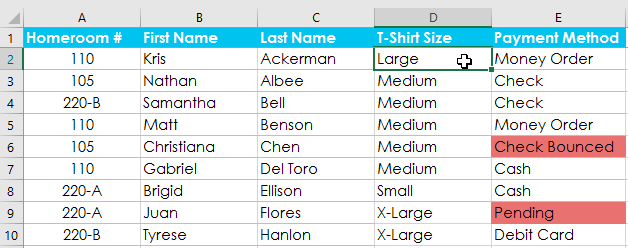 A B C D E
1 Homeroom # First Name Last Name T-Shirt Size Payment Method
2 110 Kris Ackerman Large Money Order
3 105 Nathan Albee Medium Check
4 220-B Samantha Bell Medium Check
5 110 Matt Benson Medium Money Order
6 105 Christiana Chen Medium Check Bounced
7 110 Gabriel Del Toro Medium Cash
8 220-A Brigid Ellison Small Cash
9 220-A Juan Flores X-Large Pending
10 220-B Tyrese Hanlon X-Large Debit Card